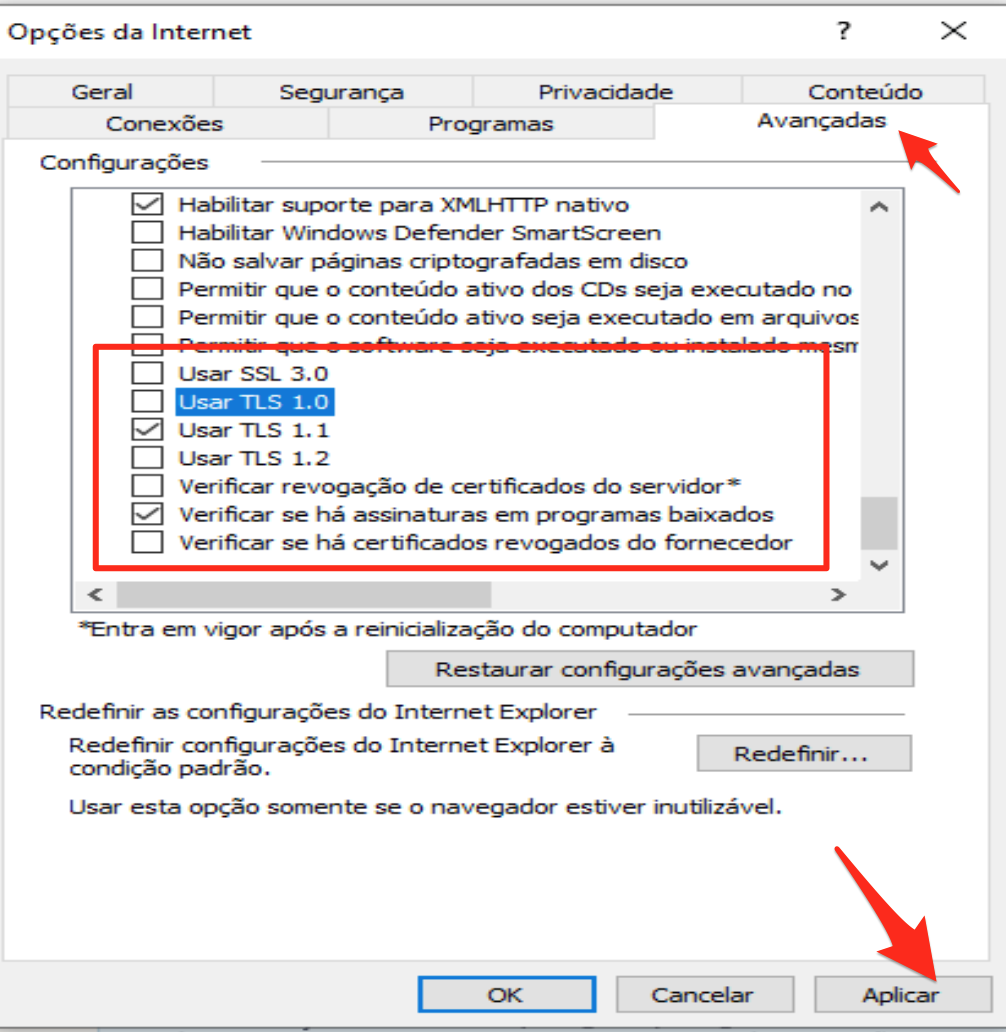 Opções da Internet
?
Geral
Segurança
Privacidade
Conteúdo
Conexões
Programas
Avançadas
Configurações
Habilitar suporte para XMLHTTP nativo
Habilitar Windows Defender SmartScreen
Não salvar páginas criptografadas em disco
Permitir que o conteúdo ativo dos CDs seja executado no
Permitir que o conteúdo ativo seja executado em arquivos
Permitir que o software seja executado ou instalado mesm
Usar SSL 3.0
Usar TLS 1.0
Usar TLS 1.1
Usar TLS 1.2
Verificar revogação de certificados do servidor*
Verificar se há assinaturas em programas baixados
Verificar se há certificados revogados do fornecedor
*Entra em vigor após a reinicialização do computador
Restaurar configurações avançadas
Redefinir as configurações do Internet Explorer
Redefinir configurações do Internet Explorer à
condição padrão.
Redefinir...
Usar esta opção somente se o navegador estiver inutilizável.
OK
Cancelar
Aplicar